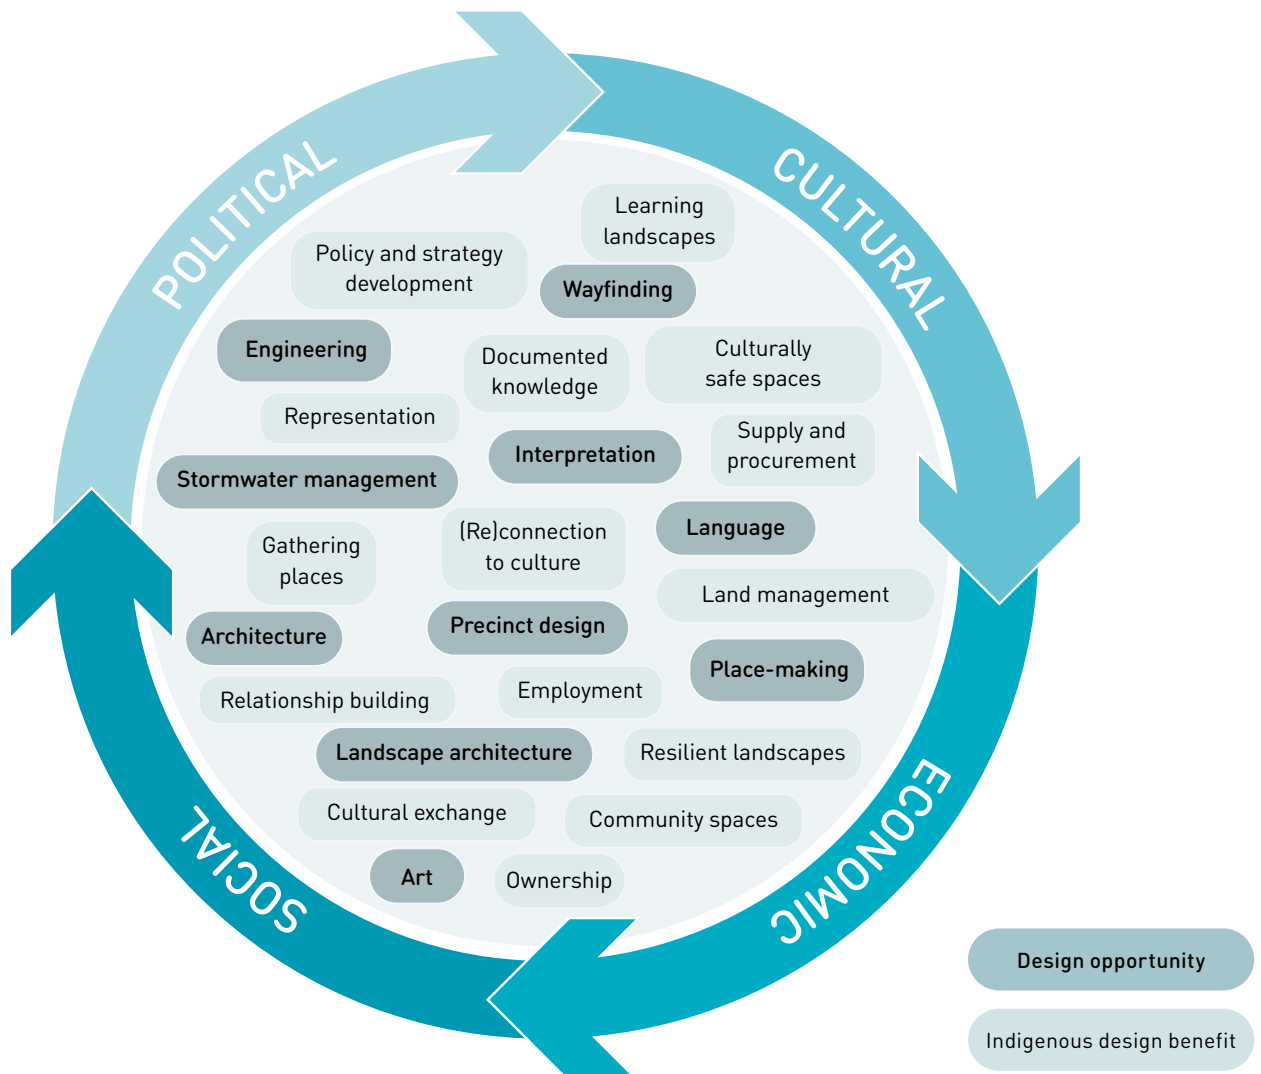 POLITICAL
CULTURAL
Learning
landscapes
Policy and strategy
development
Wayfinding
Engineering
Documented
knowledge
Culturally
safe spaces
Representation
Interpretation
Supply and
procurement
Stormwater management
Language
(Re)connection
to culture
Gathering
places
Land management
Architecture
Precinct design
Place-making
Relationship building
Employment
Landscape architecture
Resilient landscapes
Cultural exchange
Community spaces
Art
Ownership
SOCIAL
ECONOMIC
Design opportunity
Indigenous design benefit